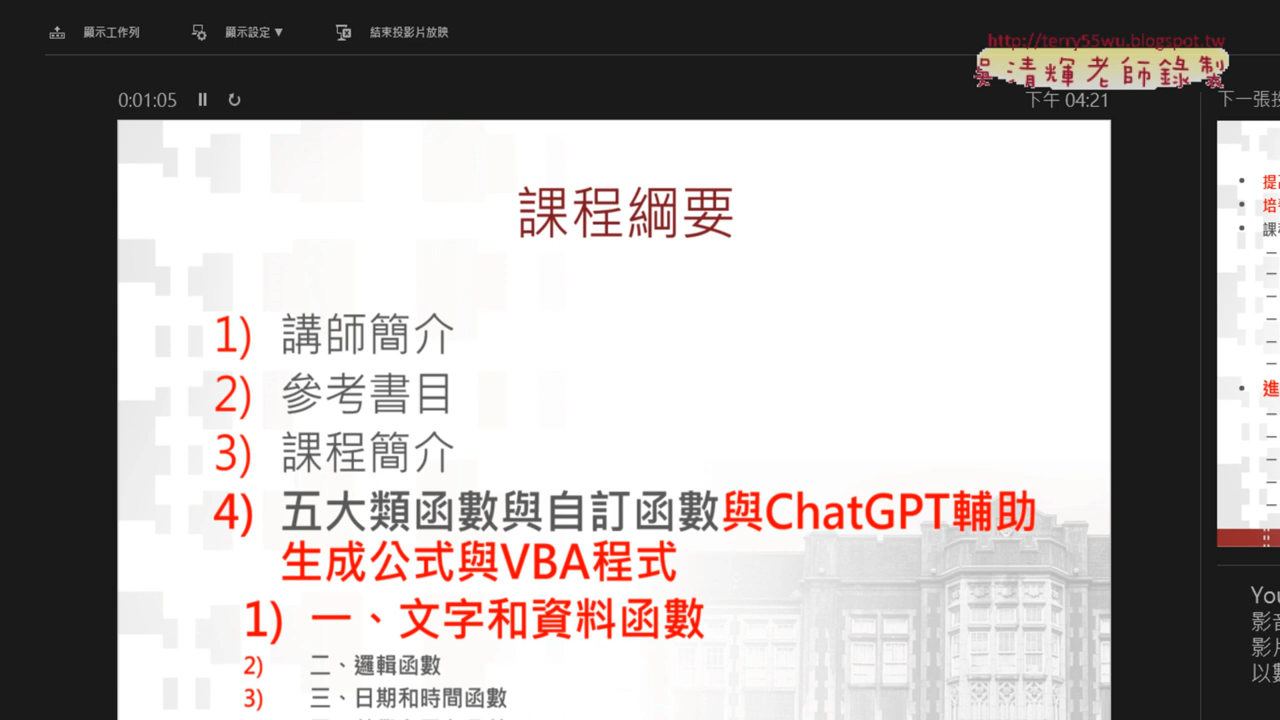 顯示工作列
顯示設定▼
結束投影片放映
http://terry55wu.blogspot.tw
吳清輝老師錄製
0:01:05
下午 04:21
下一張投
課程綱要
1) 講師簡介
2) 參考書目
3) 課程簡介
4) 五大類函數與自訂函數與ChatGPT輔助
生成公式與VBA程式
1) 一、文字和資料函數
2) 二、邏輯函數
3) 三、日期和時間函數
• 提
• 培
• 課
• 進
You
影音
影片
以數